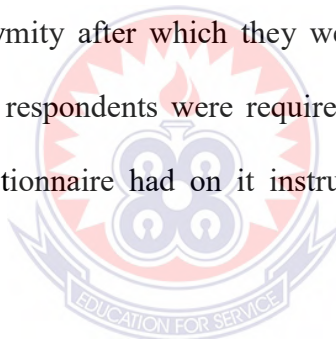 ymity after which they we
respondents were require
tionnaire had on it instru
EDUCATION FOR SERVICE